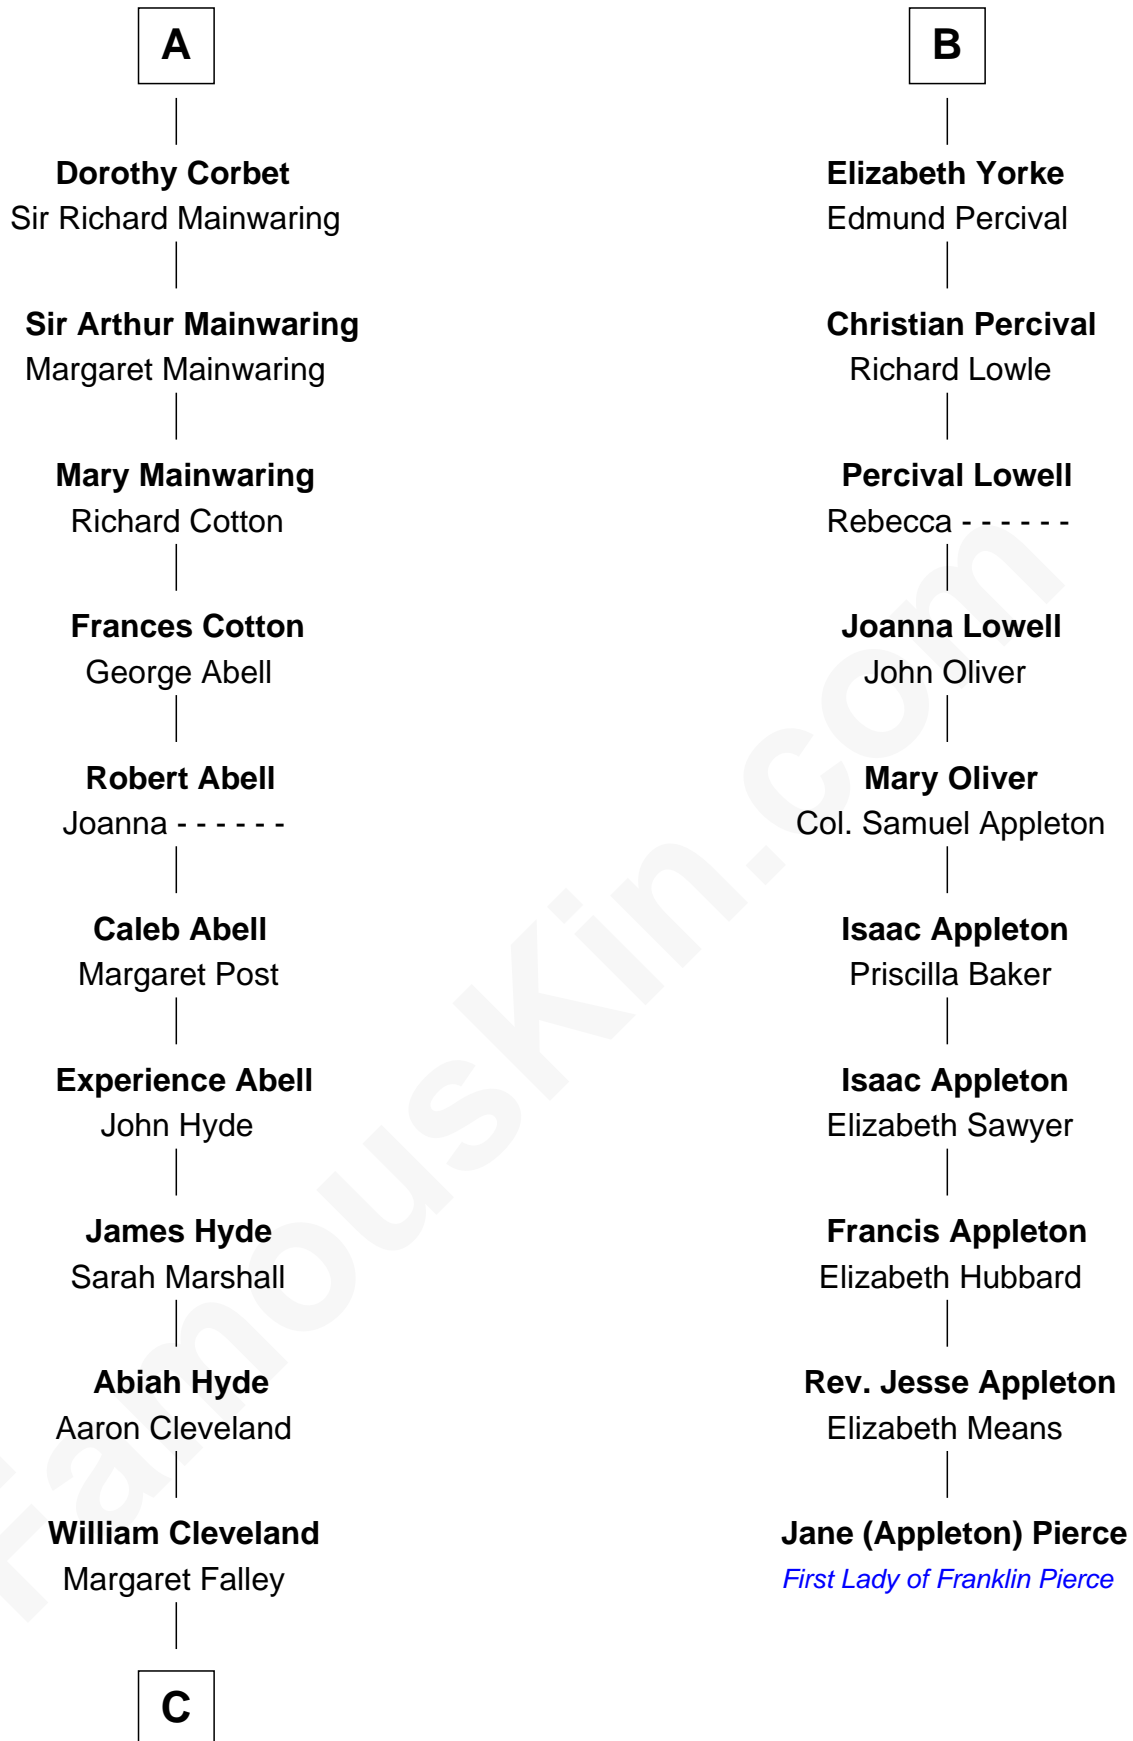 A
Dorothy Corbet
Sir Richard Mainwaring
Sir Arthur Mainwaring
Margaret Mainwaring
Mary Mainwaring
Richard Cotton
Frances Cotton
George Abell
Robert Abell
Joanna - - - - - -
Caleb Abell
Margaret Post
Experience Abell
John Hyde
James Hyde
Sarah Marshall
Abiah Hyde
Aaron Cleveland
William Cleveland
Margaret Falley
C
B
Elizabeth Yorke
Edmund Percival
Christian Percival
Richard Lowle
Percival Lowell
Rebecca - - - - - -
Joanna Lowell
John Oliver
Mary Oliver
Col. Samuel Appleton
Isaac Appleton
Priscilla Baker
Isaac Appleton
Elizabeth Sawyer
Francis Appleton
Elizabeth Hubbard
Rev. Jesse Appleton
Elizabeth Means
Jane (Appleton) Pierce
First Lady of Franklin Pierce
FamousKin.com